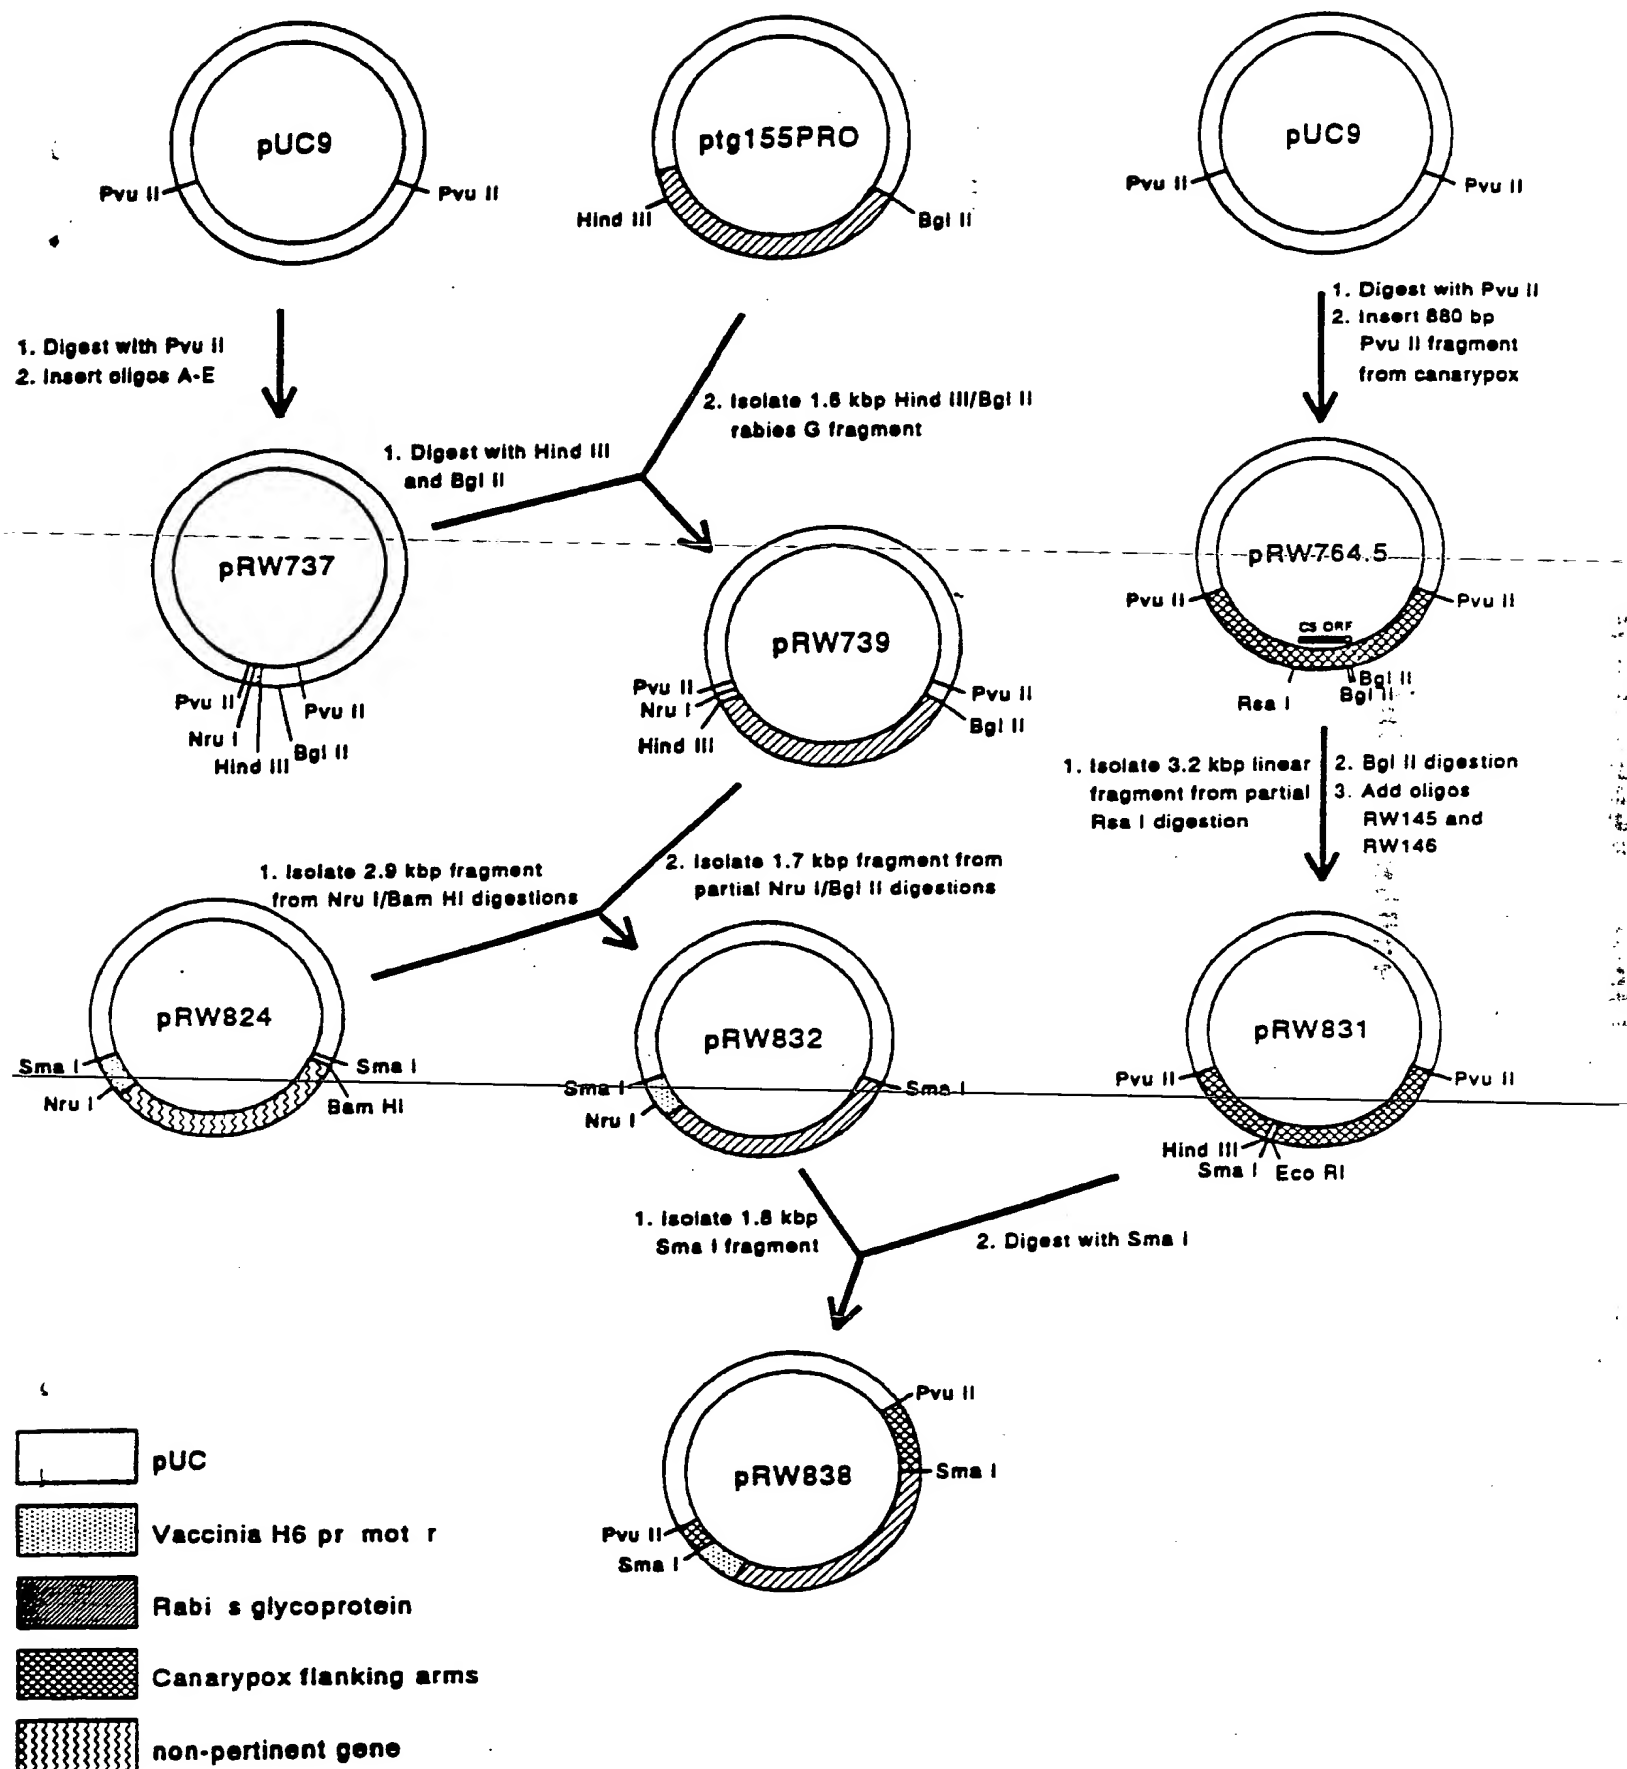 pUC9
Pvu II
Pvu II
ptg155PRO
Hind III
Bgl II
pUC9
Pvu II
Pvu II
1. Digest with Pvu II
2. Insert oligos A-E
2. Isolate 1.6 kbp Hind III/Bgl II
rabies G fragment
1. Digest with Hind III
and Bgl II
1. Digest with Pvu II
2. Insert 880 bp
Pvu II fragment
from canarypox
pRW737
Pvu II
Nru I
Hind III
Bgl II
Pvu II
pRW739
Pvu II
Nru I
Hind III
Pvu II
Bgl II
pRW764.5
Pvu II
Pvu II
C5 ORF
Rsa I
Bgl II
Bgl II
1. Isolate 2.9 kbp fragment
from Nru I/Bam HI digestions
2. Isolate 1.7 kbp fragment from
partial Nru I/Bgl II digestions
1. Isolate 3.2 kbp linear
fragment from partial
Rsa I digestion
2. Bgl II digestion
3. Add oligos
RW145 and
RW146
pRW824
Sma I
Nru I
Sma I
Bam HI
pRW832
Sma I
Nru I
Sma I
pRW831
Pvu II
Pvu II
Hind III
Sma I
Eco RI
1. Isolate 1.8 kbp
Sma I fragment
2. Digest with Sma I
pRW838
Pvu II
Sma I
Pvu II
Sma I
pUC
Vaccinia H6 pr mot r
Rabi s glycoprotein
Canarypox flanking arms
non-pertinent gene